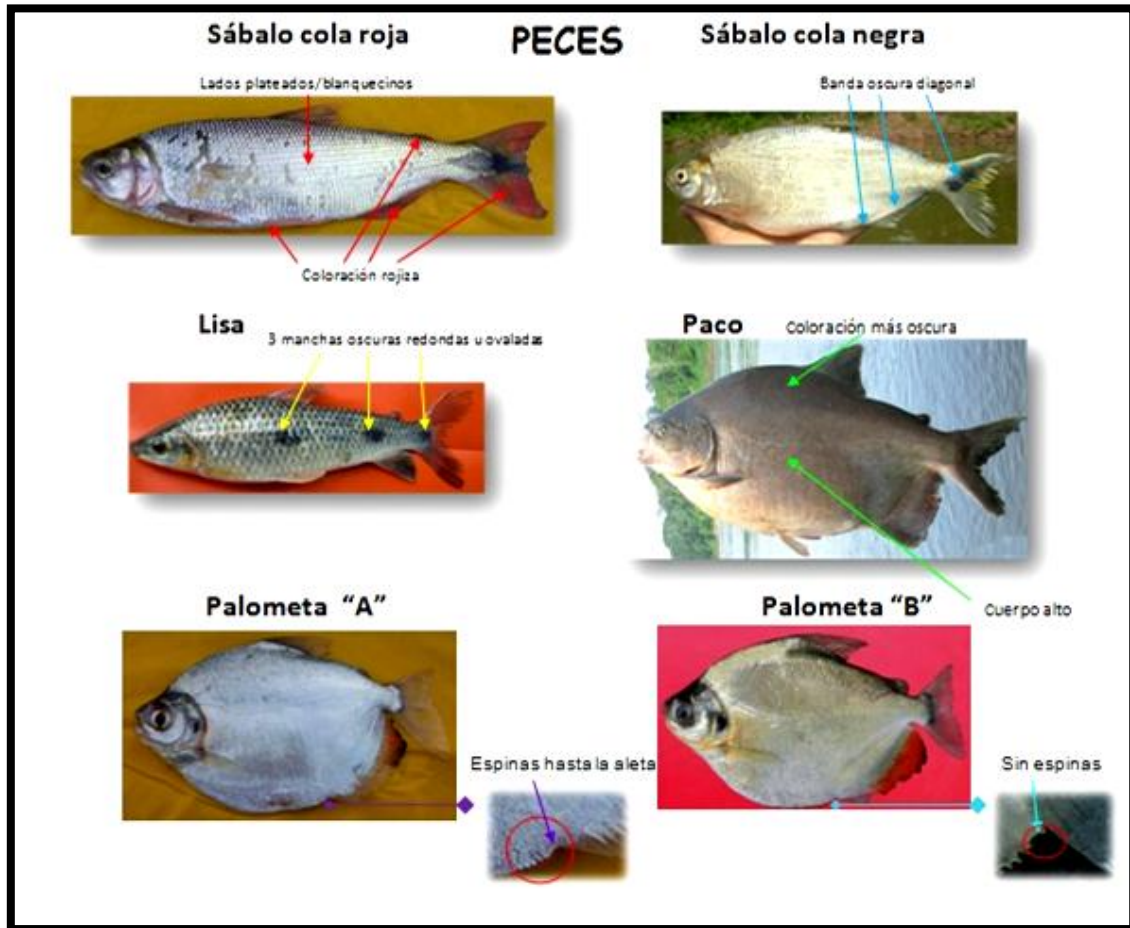 PECES
Sábalo cola roja
Sábalo cola negra
Lados plateados/blanquecinos
Banda oscura diagonal
Coloración rojiza
Lisa
3 manchas oscuras redondas u ovaladas
Paco
Coloración más oscura
Cuerpo alto
Palometa “A”
Palometa “B”
Espinas hasta la aleta
Sin espinas